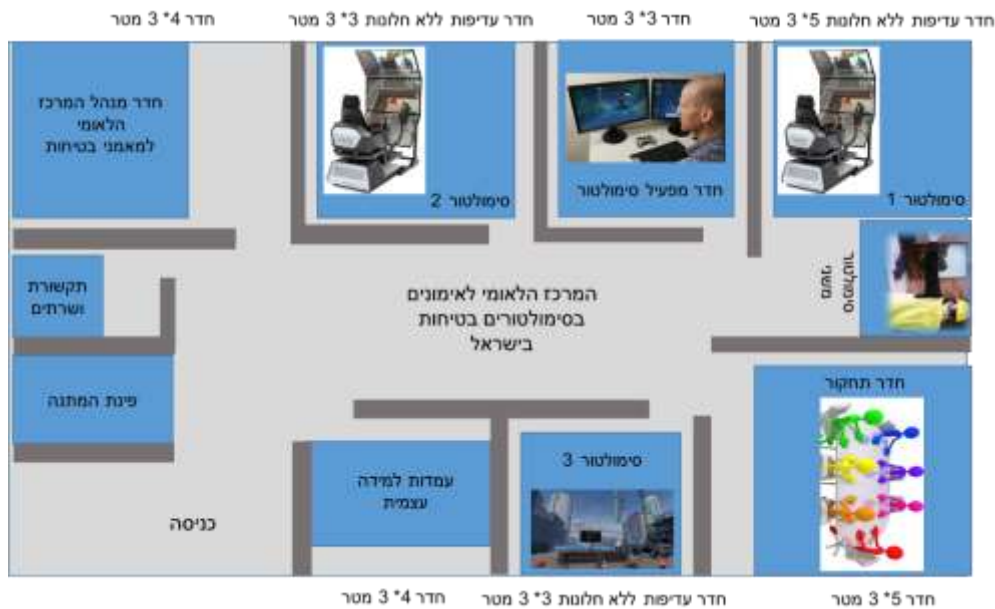 חדר 4* 3 מטר
חדר עדיפות ללא חלונות 3* 3 מטר
חדר 3* 3 מטר
חדר עדיפות ללא חלונות 5* 3 מטר
חדר מנהל המרכז
הלאומי
למאמני בטיחות
סימולטור 2
חדר מפעיל סימולטור
סימולטור 1
סימולטור
משני
תקשורת
ושרתים
המרכז הלאומי לאימונים
בסימולטורים בטיחות
בישראל
פינת המתנה
חדר תחקור
סימולטור 3
עמדות למידה
עצמית
כניסה
חדר 4* 3 מטר
חדר עדיפות ללא חלונות 3* 3 מטר
חדר 5* 3 מטר